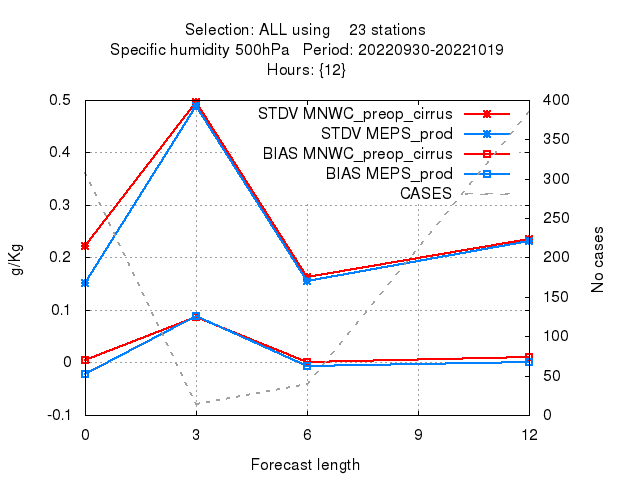 Selection: ALL using    23 stations
Specific humidity 500hPa   Period: 20220930-20221019
Hours: {12}
STDV MNWC_preop_cirrus
STDV MEPS_prod
BIAS MNWC_preop_cirrus
BIAS MEPS_prod
CASES
g/Kg
0.5
0.4
0.3
0.2
0.1
0
-0.1
No cases
400
350
300
250
200
150
100
50
0
0 3 6 9 12
Forecast length